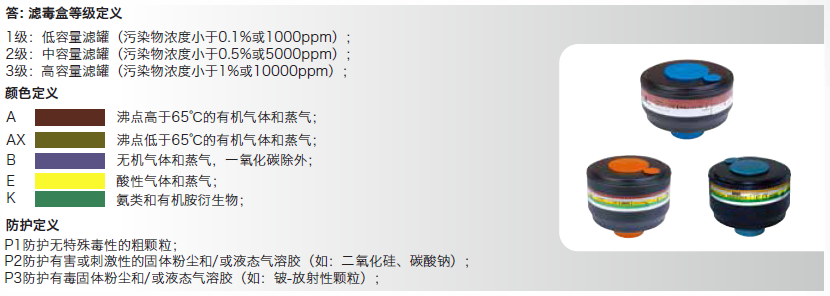 答：滤毒盒等级定义
1级：低容量滤罐（污染物浓度小于0.1%或1000ppm）；
2级：中容量滤罐（污染物浓度小于0.5%或5000ppm）；
3级：高容量滤罐（污染物浓度小于1%或10000ppm）；
颜色定义
A 沸点高于65℃的有机气体和蒸气；
AX 沸点低于65℃的有机气体和蒸气；
B 无机气体和蒸气，一氧化碳除外；
E 酸性气体和蒸气；
K 氨类和有机胺衍生物；
防护定义
P1防护无特殊毒性的粗颗粒；
P2防护有害或刺激性的固体粉尘和/或液态气溶胶（如：二氧化硅、碳酸钠）；
P3防护有毒固体粉尘和/或液态气溶胶（如：铍-放射性颗粒）；